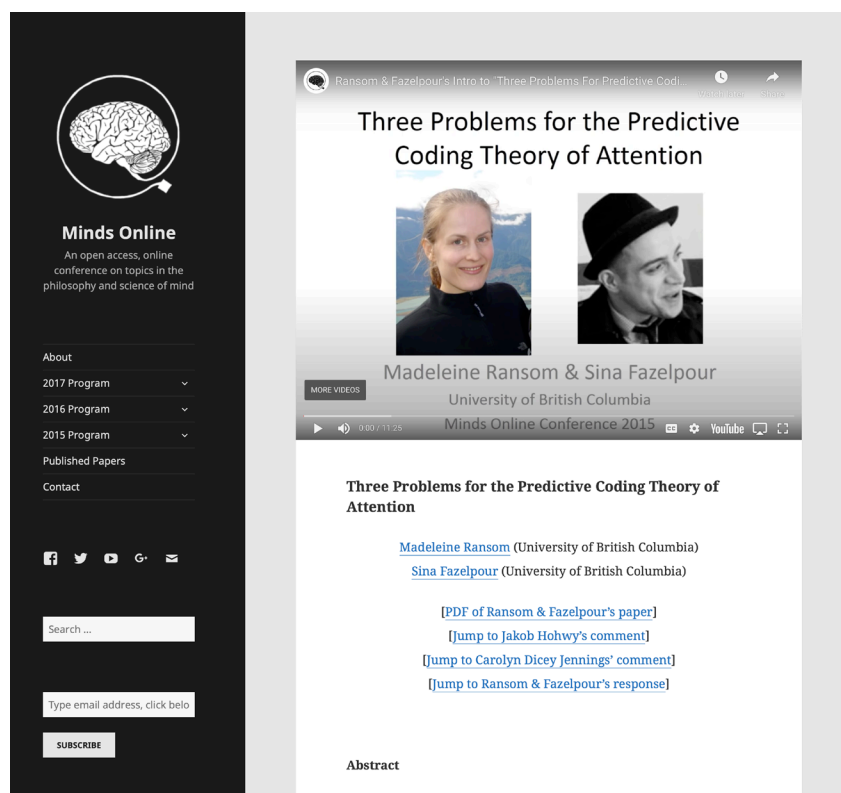 Minds Online
An open access, online
conference on topics in the
philosophy and science of mind
About
2017 Program
2016 Program
2015 Program
Published Papers
Contact
G+
Search ...
Type email address, click belo
SUBSCRIBE
Ransom & Fazelpour's Intro to ´Three Problems For Predictive Codi...
Watch later
Share
Three Problems for the Predictive
Coding Theory of Attention
Madeleine Ransom & Sina Fazelpour
University of British Columbia
Minds Online Conference 2015
MORE VIDEOS
0:00 / 11:25
CC
YouTube
Three Problems for the Predictive Coding Theory of
Attention
Madeleine Ransom (University of British Columbia)
Sina Fazelpour (University of British Columbia)
[PDF of Ransom & Fazelpour's paper]
[Jump to Jakob Hohwy's comment]
[Jump to Carolyn Dicey Jennings' comment]
[Jump to Ransom & Fazelpour's response]
Abstract